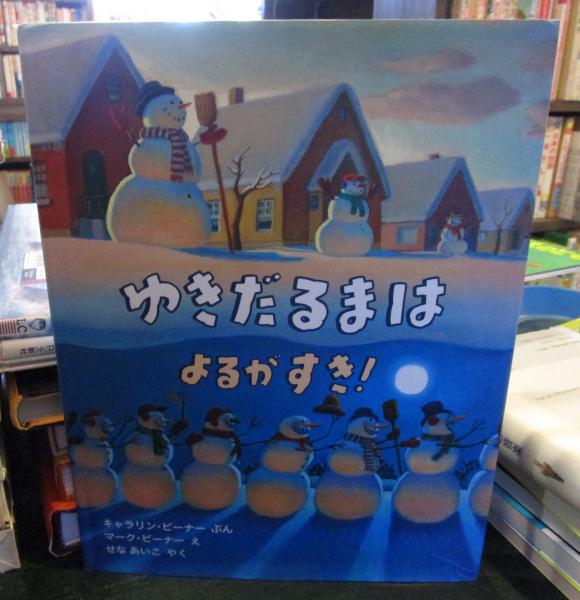 ゆきだるまは
よるがすき!
キャラリン・ビーナー ぶん
マーク・ビーナー え
せな あいこ やく
LC